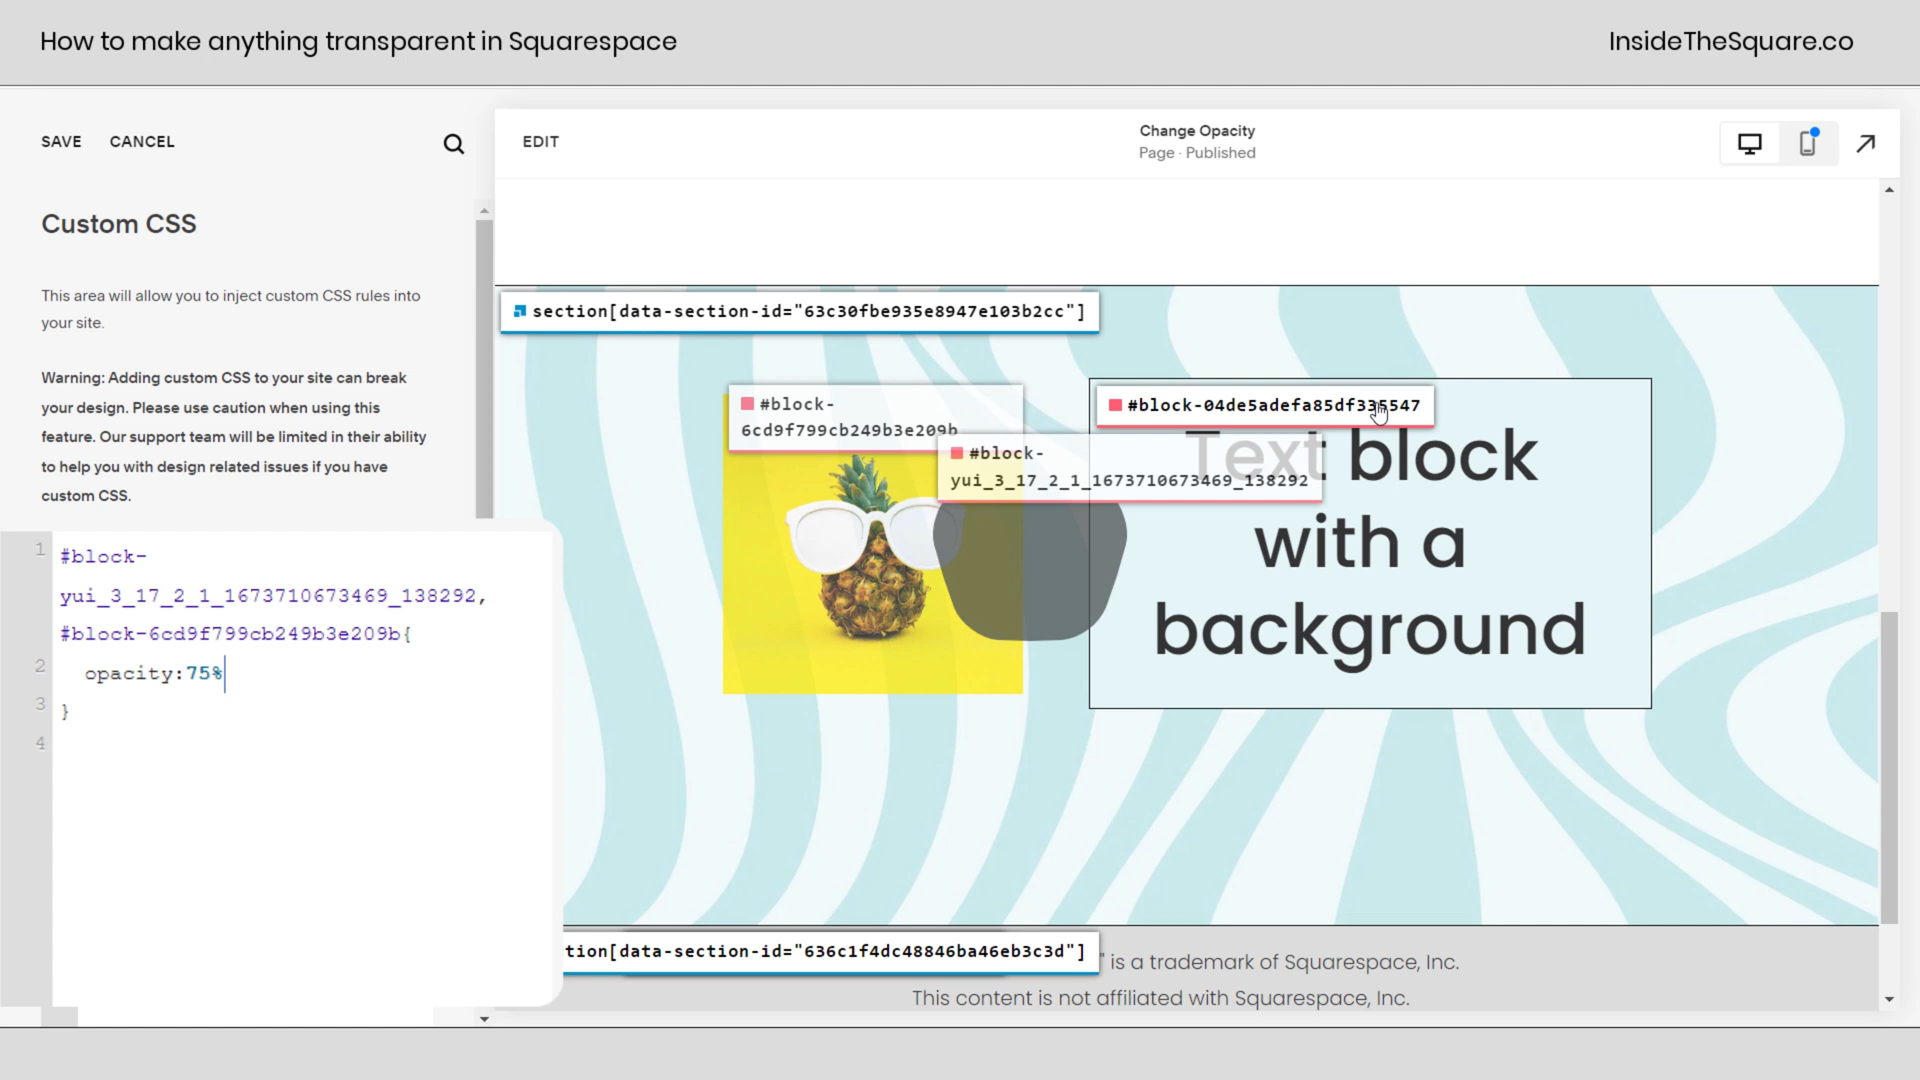 How to make anything transparent in Squarespace
InsideTheSquare.co
SAVE CANCEL
EDIT
Change Opacity
Page · Published
Custom CSS
This area will allow you to inject custom CSS rules into
your site.
Warning: Adding custom CSS to your site can break
your design. Please use caution when using this
feature. Our support team will be limited in their ability
to help you with design related issues if you have
custom CSS.
1 #block-
yui_3_17_2_1_1673710673469_138292,
#block-6cd9f799cb249b3e209b{
2 opacity:75%
3 }
4
section[data-section-id="63c30fbe935e8947e103b2cc"]
#block-
6cd9f799cb249b3e209b
#block-
yui_3_17_2_1_1673710673469_138292
#block-04de5adefa85df335547
Text block
with a
background
tion[data-section-id="636c1f4dc48846ba46eb3c3d"]
" is a trademark of Squarespace, Inc.
This content is not affiliated with Squarespace, Inc.